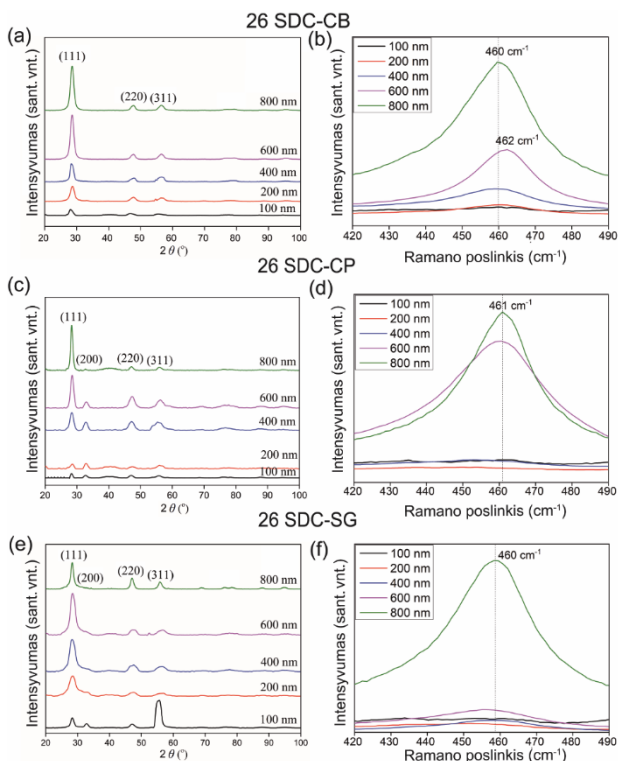 26 SDC-CB
(a)
(111)
(220) (311)
800 nm
600 nm
400 nm
200 nm
100 nm
Intensyvumas (sant. vnt.)
20 30 40 50 60 70 80 90 100
2 θ (°)
(b)
100 nm
200 nm
400 nm
600 nm
800 nm
460 cm-1
462 cm-1
Intensyvumas (sant. vnt.)
420 430 440 450 460 470 480 490
Ramano poslinkis (cm-1)
26 SDC-CP
(c)
(111)
(200) (220) (311)
800 nm
600 nm
400 nm
200 nm
100 nm
Intensyvumas (sant. vnt.)
20 30 40 50 60 70 80 90 100
2 θ (°)
(d)
100 nm
200 nm
400 nm
600 nm
800 nm
461 cm-1
Intensyvumas (sant. vnt.)
420 430 440 450 460 470 480 490
Ramano poslinkis (cm-1)
26 SDC-SG
(e)
(111)
(200) (220) (311)
800 nm
600 nm
400 nm
200 nm
100 nm
Intensyvumas (sant. vnt.)
20 30 40 50 60 70 80 90 100
2 θ (°)
(f)
100 nm
200 nm
400 nm
600 nm
800 nm
460 cm-1
Intensyvumas (sant. vnt.)
420 430 440 450 460 470 480 490
Ramano poslinkis (cm-1)